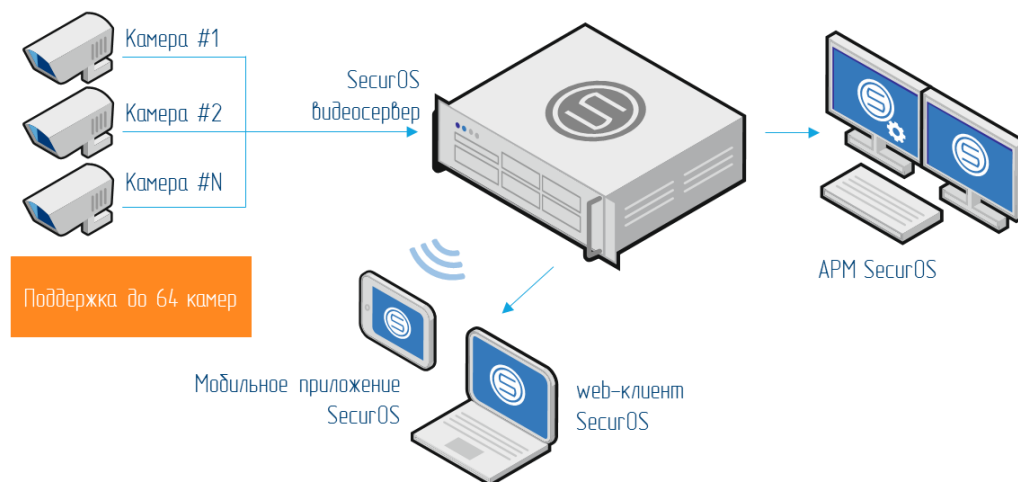 Камера #1
Камера #2
Камера #N
SecurOS
видеосервер
Поддержка до 64 камер
АРМ SecurOS
Мобильное приложение
SecurOS
web-клиент
SecurOS